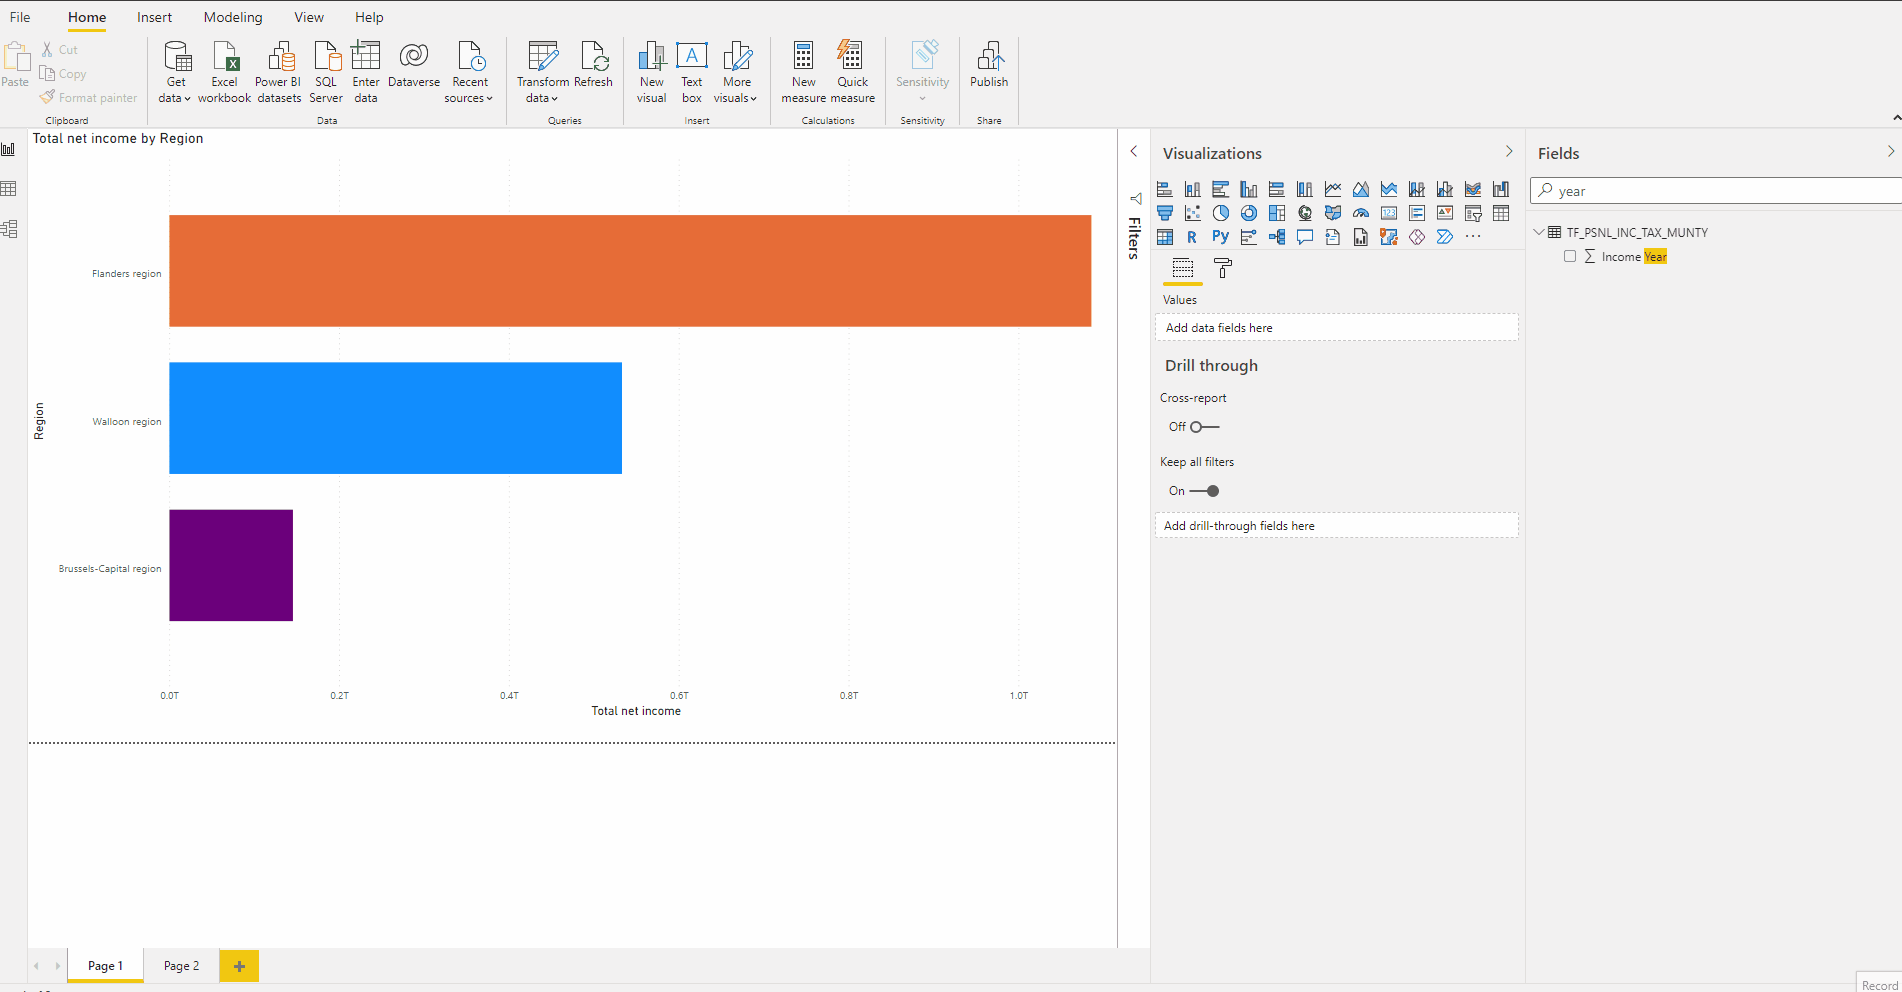 File Home Insert Modeling View Help
Paste
Cut
Copy
Format painter
Clipboard
Get data
Excel workbook
Power BI datasets
SQL Server
Enter data
Dataverse
Recent sources
Data
Transform data
Refresh
Queries
New visual
Text box
More visuals
Insert
New measure
Quick measure
Calculations
Sensitivity
Sensitivity
Publish
Share
Total net income by Region
Region
Flanders region
Walloon region
Brussels-Capital region
0.0T 0.2T 0.4T 0.6T 0.8T 1.0T
Total net income
Filters
Visualizations
R Py
123
Values
Add data fields here
Drill through
Cross-report
Off
Keep all filters
On
Add drill-through fields here
Fields
year
TF_PSNL_INC_TAX_MUNTY
Σ Income Year
Page 1 Page 2 +
Record